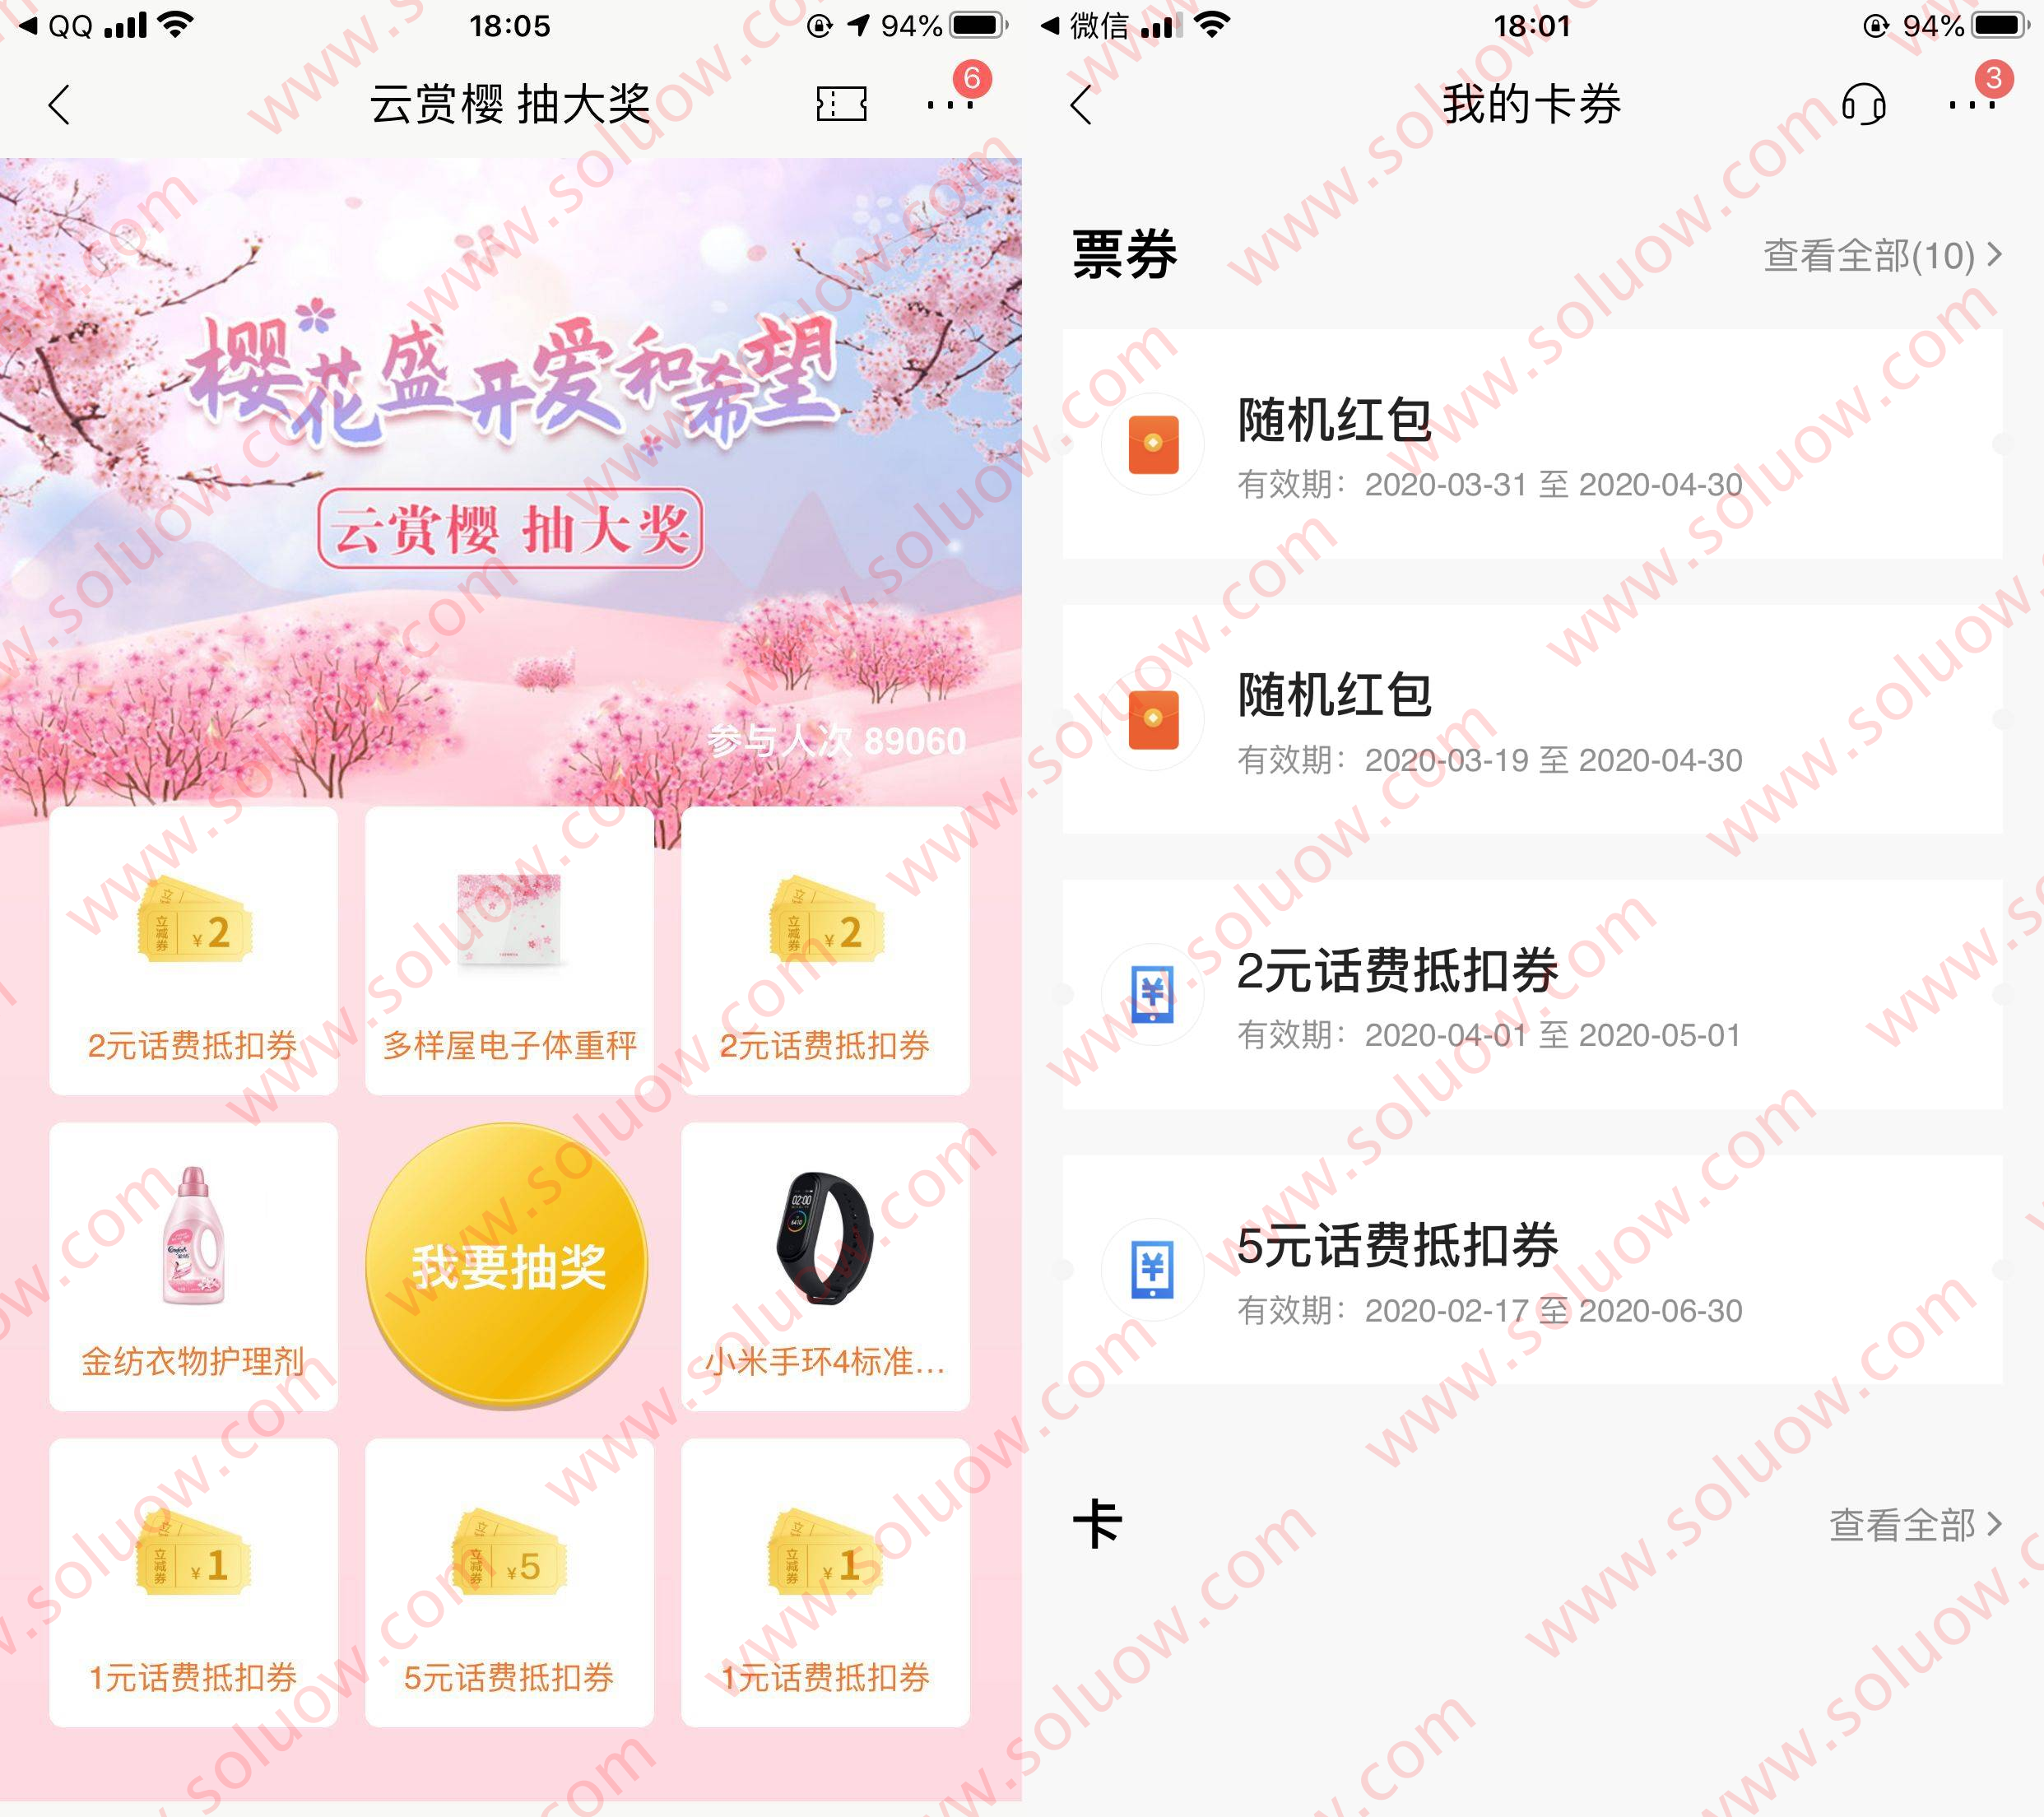 QQ
18:05
94%
云赏樱 抽大奖
6
樱花盛开爱和希望
云赏樱 抽大奖
参与人次 89060
立减券 ¥2
2元话费抵扣券
多样屋电子体重秤
立减券 ¥2
2元话费抵扣券
Comfort
金纺衣物护理剂
我要抽奖
02:00
小米手环4标准...
立减券 ¥1
1元话费抵扣券
立减券 ¥5
5元话费抵扣券
立减券 ¥1
1元话费抵扣券
微信
18:01
94%
我的卡券
3
票券
查看全部(10)
随机红包
有效期：2020-03-31 至 2020-04-30
随机红包
有效期：2020-03-19 至 2020-04-30
2元话费抵扣券
有效期：2020-04-01 至 2020-05-01
5元话费抵扣券
有效期：2020-02-17 至 2020-06-30
卡
查看全部
www.soluow.com